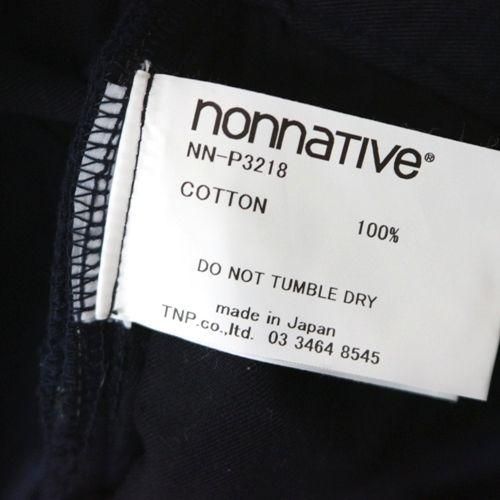 nonnative®
NN-P3218
COTTON 100%
DO NOT TUMBLE DRY
made in Japan
TNP.co.,ltd. 03 3464 8545